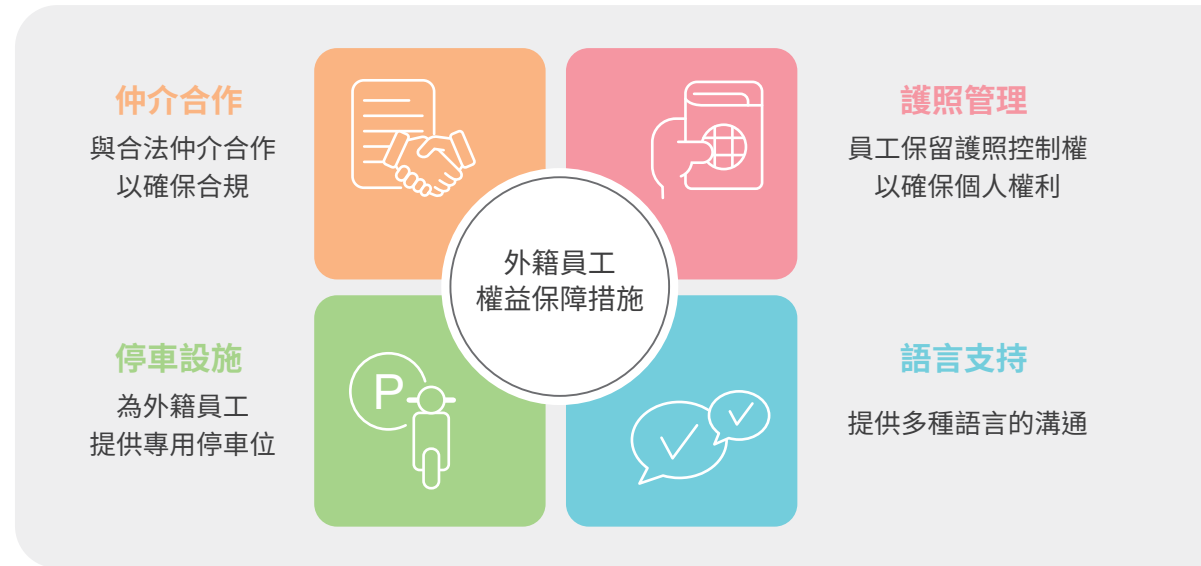 仲介合作
與合法仲介合作
以確保合規
護照管理
員工保留護照控制權
以確保個人權利
外籍員工
權益保障措施
停車設施
為外籍員工
提供專用停車位
P
語言支持
提供多種語言的溝通